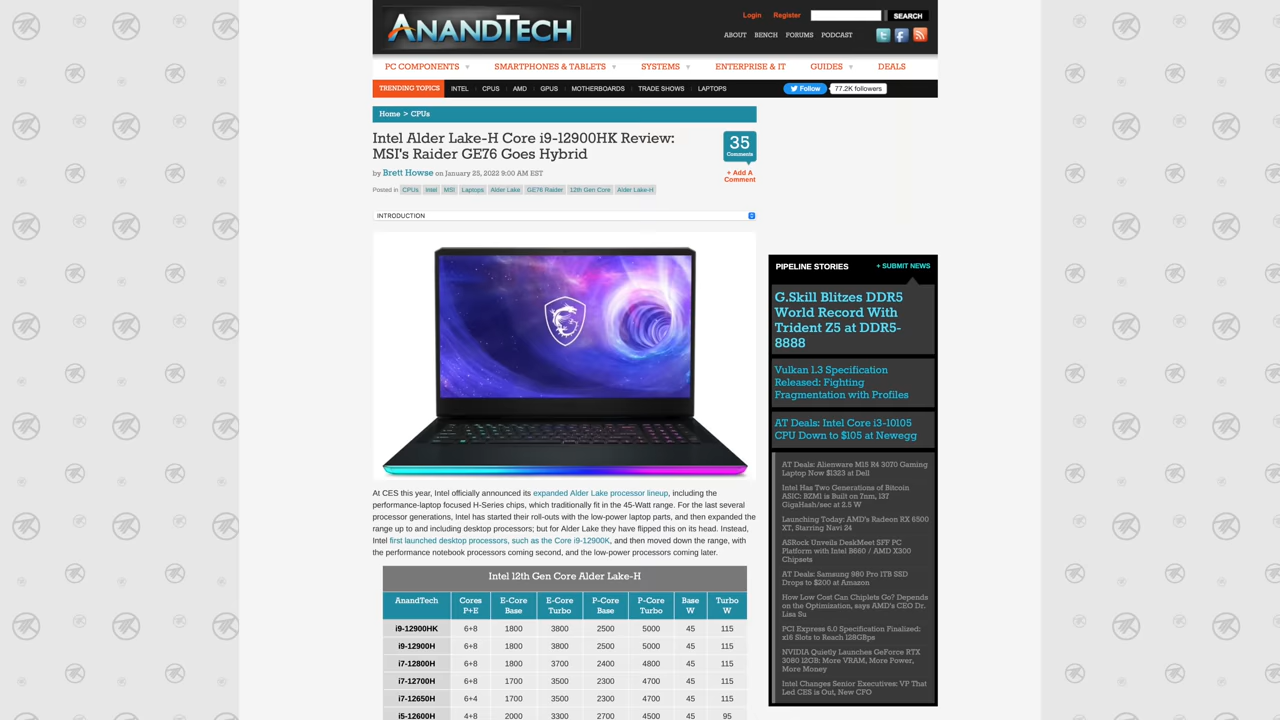 ANANDTECH
Login Register SEARCH
ABOUT BENCH FORUMS PODCAST
PC COMPONENTS SMARTPHONES & TABLETS SYSTEMS ENTERPRISE & IT GUIDES DEALS
TRENDING TOPICS INTEL CPUS AMD GPUS MOTHERBOARDS TRADE SHOWS LAPTOPS Follow 77.2K followers
Home > CPUs
Intel Alder Lake-H Core i9-12900HK Review:
MSI's Raider GE76 Goes Hybrid
by Brett Howse on January 25, 2022 9:00 AM EST
35
Comments
+ Add A
Comment
Posted in CPUs Intel MSI Laptops Alder Lake GE76 Raider 12th Gen Core Alder Lake-H
INTRODUCTION
At CES this year, Intel officially announced its expanded Alder Lake processor lineup, including the
performance-laptop focused H-Series chips, which traditionally fit in the 45-Watt range. For the last several
processor generations, Intel has started their roll-outs with the low-power laptop parts, and then expanded the
range up to and including desktop processors; but for Alder Lake they have flipped this on its head. Instead,
Intel first launched desktop processors, such as the Core i9-12900K, and then moved down the range, with
the performance notebook processors coming second, and the low-power processors coming later.
Intel 12th Gen Core Alder Lake-H
AnandTech Cores P+E E-Core Base E-Core Turbo P-Core Base P-Core Turbo Base W Turbo W
i9-12900HK 6+8 1800 3800 2500 5000 45 115
i9-12900H 6+8 1800 3800 2500 5000 45 115
i7-12800H 6+8 1800 3700 2400 4800 45 115
i7-12700H 6+8 1700 3500 2300 4700 45 115
i7-12650H 6+4 1700 3500 2300 4700 45 115
i5-12600H 4+8 2000 3300 2700 4500 45 95
PIPELINE STORIES + SUBMIT NEWS
G.Skill Blitzes DDR5
World Record With
Trident Z5 at DDR5-
8888
Vulkan 1.3 Specification
Released: Fighting
Fragmentation with Profiles
AT Deals: Intel Core i3-10105
CPU Down to $105 at Newegg
AT Deals: Alienware M15 R4 3070 Gaming
Laptop Now $1323 at Dell
Intel Has Two Generations of Bitcoin
ASIC: BZM1 is Built on 7nm, 137
GigaHash/sec at 2.5 W
Launching Today: AMD's Radeon RX 6500
XT, Starring Navi 24
ASRock Unveils DeskMeet SFF PC
Platform with Intel B660 / AMD X300
Chipsets
AT Deals: Samsung 980 Pro 1TB SSD
Drops to $200 at Amazon
How Low Cost Can Chiplets Go? Depends
on the Optimization, says AMD's CEO Dr.
Lisa Su
PCI Express 6.0 Specification Finalized:
x16 Slots to Reach 128GBps
NVIDIA Quietly Launches GeForce RTX
3080 12GB: More VRAM, More Power,
More Money
Intel Changes Senior Executives: VP That
Led CES is Out, New CFO